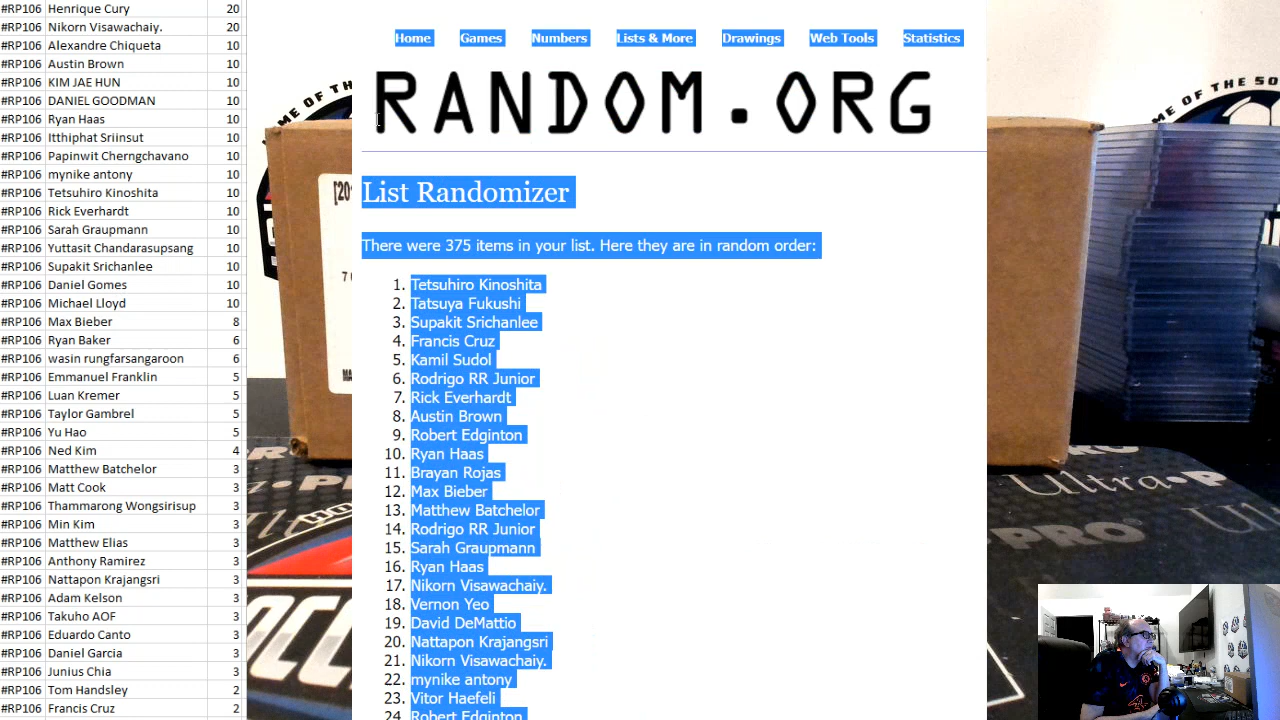 #RP106 Henrique Cury 20
#RP106 Nikorn Visawachaiy. 20
#RP106 Alexandre Chiqueta 10
#RP106 Austin Brown 10
#RP106 KIM JAE HUN 10
#RP106 DANIEL GOODMAN 10
#RP106 Ryan Haas 10
#RP106 Itthiphat Sriinsut 10
#RP106 Papinwit Cherngchavano 10
#RP106 mynike antony 10
#RP106 Tetsuhiro Kinoshita 10
#RP106 Rick Everhardt 10
#RP106 Sarah Graupmann 10
#RP106 Yuttasit Chandarasupsang 10
#RP106 Supakit Srichanlee 10
#RP106 Daniel Gomes 10
#RP106 Michael Lloyd 10
#RP106 Max Bieber 8
#RP106 Ryan Baker 6
#RP106 wasin rungfarsangaroon 6
#RP106 Emmanuel Franklin 5
#RP106 Luan Kremer 5
#RP106 Taylor Gambrel 5
#RP106 Yu Hao 5
#RP106 Ned Kim 4
#RP106 Matthew Batchelor 3
#RP106 Matt Cook 3
#RP106 Thammarong Wongsirisup 3
#RP106 Min Kim 3
#RP106 Matthew Elias 3
#RP106 Anthony Ramirez 3
#RP106 Nattapon Krajangsri 3
#RP106 Adam Kelson 3
#RP106 Takuho AOF 3
#RP106 Eduardo Canto 3
#RP106 Daniel Garcia 3
#RP106 Junius Chia 3
#RP106 Tom Handsley 2
#RP106 Francis Cruz 2
Home Games Numbers Lists & More Drawings Web Tools Statistics
RANDOM.ORG
List Randomizer
There were 375 items in your list. Here they are in random order:
1. Tetsuhiro Kinoshita
2. Tatsuya Fukushi
3. Supakit Srichanlee
4. Francis Cruz
5. Kamil Sudol
6. Rodrigo RR Junior
7. Rick Everhardt
8. Austin Brown
9. Robert Edginton
10. Ryan Haas
11. Brayan Rojas
12. Max Bieber
13. Matthew Batchelor
14. Rodrigo RR Junior
15. Sarah Graupmann
16. Ryan Haas
17. Nikorn Visawachaiy.
18. Vernon Yeo
19. David DeMattio
20. Nattapon Krajangsri
21. Nikorn Visawachaiy.
22. mynike antony
23. Vitor Haefeli
24. Robert Edginton
OF THE
Ultra
PRO